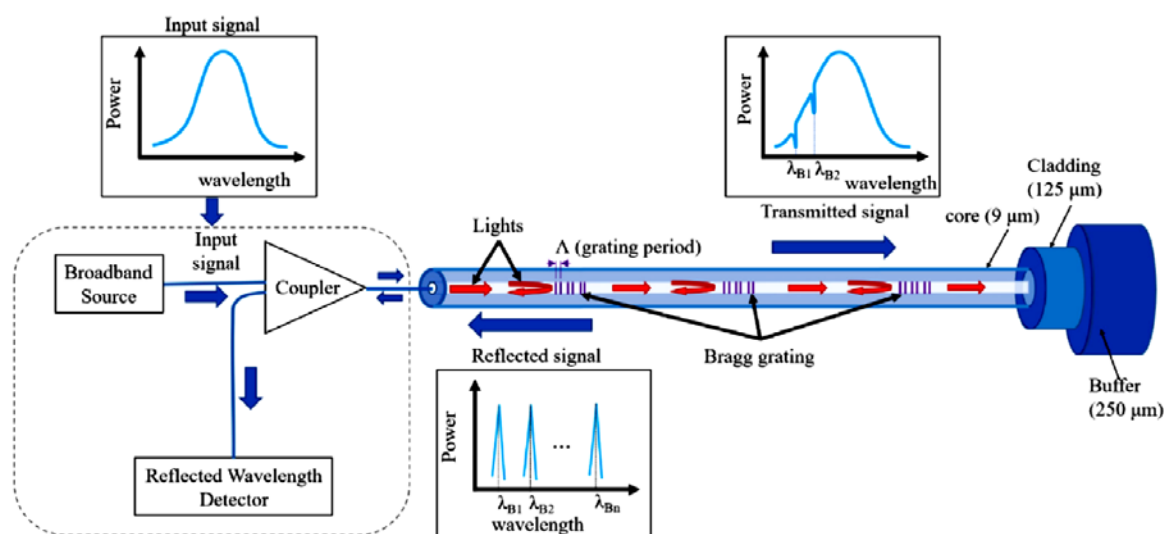 Input signal
Power
wavelength
Input
signal
Broadband
Source
Coupler
Reflected Wavelength
Detector
Lights
Λ (grating period)
Reflected signal
Power
λB1 λB2 ... λBn
wavelength
Power
λB1 λB2
wavelength
Transmitted signal
Bragg grating
core (9 μm)
Cladding
(125 μm)
Buffer
(250 μm)